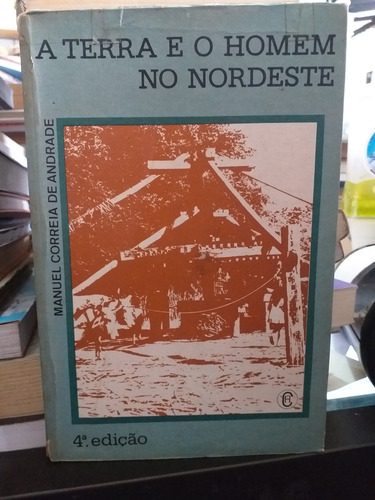 A TERRA E O HOMEM
NO NORDESTE
MANUEL CORREIA DE ANDRADE
4ª. edição